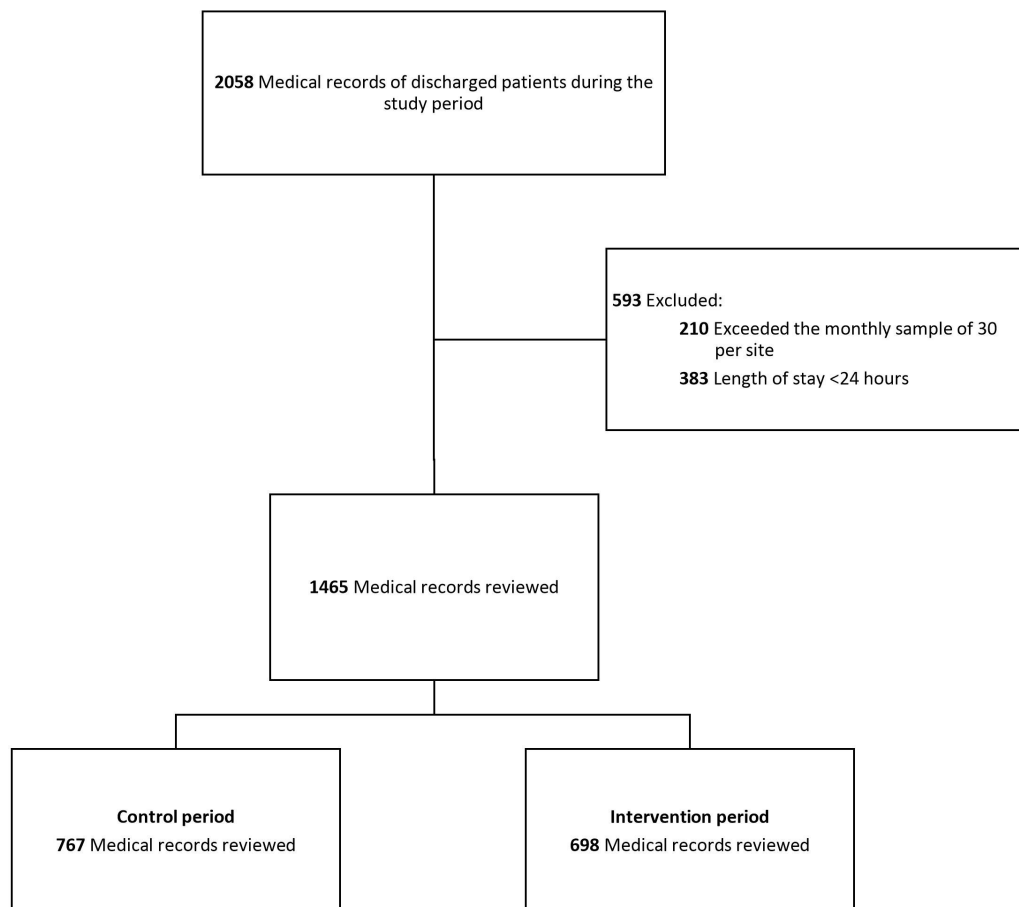 2058 Medical records of discharged patients during the
study period
593 Excluded:
210 Exceeded the monthly sample of 30
per site
383 Length of stay <24 hours
1465 Medical records reviewed
Control period
767 Medical records reviewed
Intervention period
698 Medical records reviewed